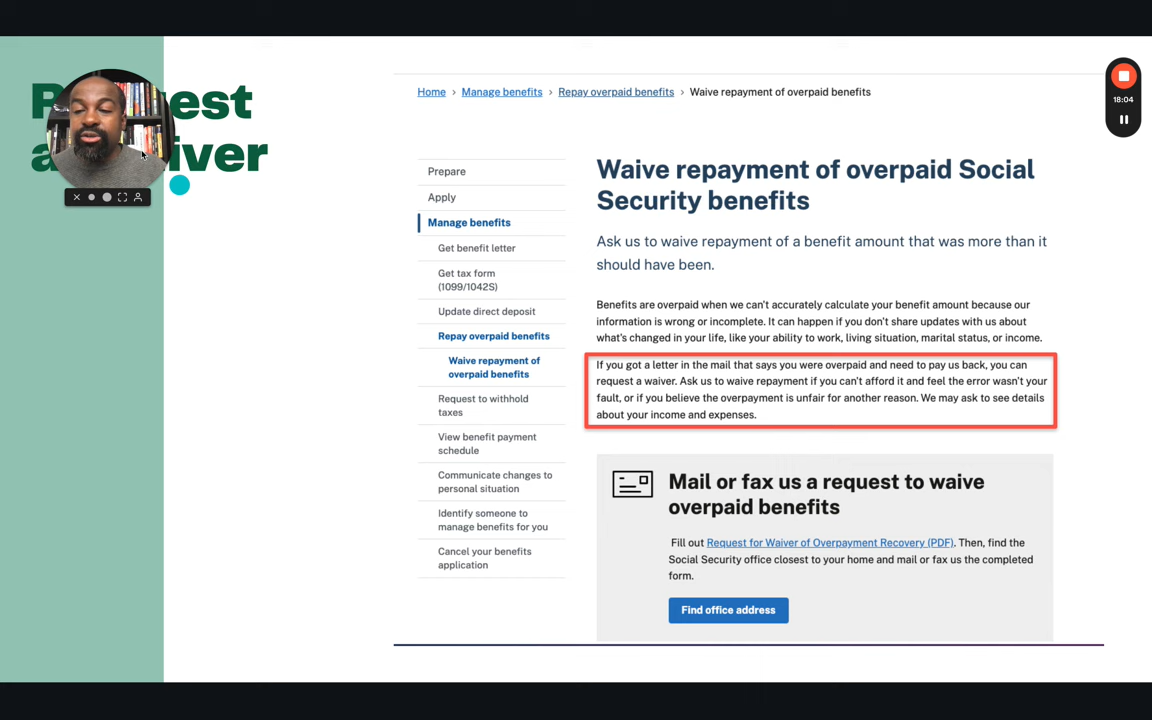 Home > Manage benefits > Repay overpaid benefits > Waive repayment of overpaid benefits
18:04
est
iver
Prepare
Apply
Manage benefits
Get benefit letter
Get tax form
(1099/1042S)
Update direct deposit
Repay overpaid benefits
Waive repayment of
overpaid benefits
Request to withhold
taxes
View benefit payment
schedule
Communicate changes to
personal situation
Identify someone to
manage benefits for you
Cancel your benefits
application
Waive repayment of overpaid Social
Security benefits
Ask us to waive repayment of a benefit amount that was more than it
should have been.
Benefits are overpaid when we can't accurately calculate your benefit amount because our
information is wrong or incomplete. It can happen if you don't share updates with us about
what's changed in your life, like your ability to work, living situation, marital status, or income.
If you got a letter in the mail that says you were overpaid and need to pay us back, you can
request a waiver. Ask us to waive repayment if you can't afford it and feel the error wasn't your
fault, or if you believe the overpayment is unfair for another reason. We may ask to see details
about your income and expenses.
Mail or fax us a request to waive
overpaid benefits
Fill out Request for Waiver of Overpayment Recovery (PDF). Then, find the
Social Security office closest to your home and mail or fax us the completed
form.
Find office address